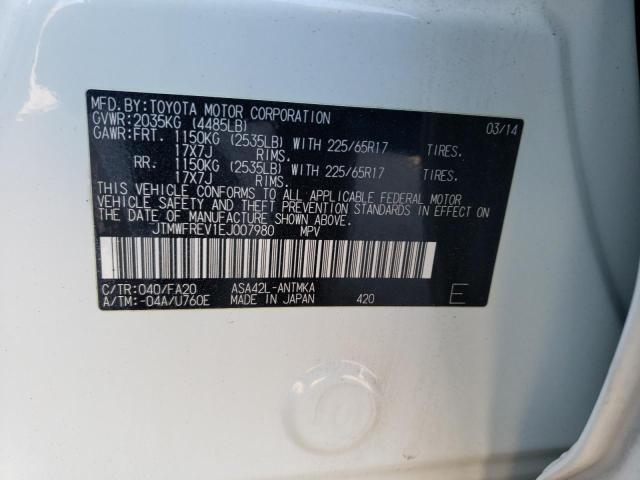 MFD.BY:TOYOTA MOTOR CORPORATION 03/14
GVWR:2035KG (4485LB)
GAWR:FRT. 1150KG (2535LB) WITH 225/65R17 TIRES.
17X7J RIMS.
RR. 1150KG (2535LB) WITH 225/65R17 TIRES.
17X7J RIMS.
THIS VEHICLE CONFORMS TO ALL APPLICABLE FEDERAL MOTOR
VEHICLE SAFETY AND THEFT PREVENTION STANDARDS IN EFFECT
ON THE DATE OF MANUFACTURE SHOWN ABOVE.
JTMWFREV1EJ007980 MPV
C/TR:040/FA20 ASA42L-ANTMKA
A/TM:-04A/U760E MADE IN JAPAN 420 E